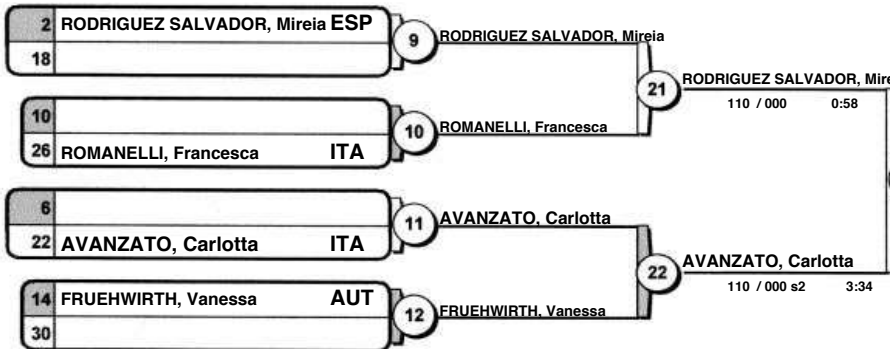 2 RODRIGUEZ SALVADOR, Mireia ESP
18
9 RODRIGUEZ SALVADOR, Mireia
21 RODRIGUEZ SALVADOR, Mire
110 / 000 0:58
10
26 ROMANELLI, Francesca ITA
10 ROMANELLI, Francesca
6
22 AVANZATO, Carlotta ITA
11 AVANZATO, Carlotta
22 AVANZATO, Carlotta
110 / 000 s2 3:34
14 FRUEHWIRTH, Vanessa AUT
30
12 FRUEHWIRTH, Vanessa